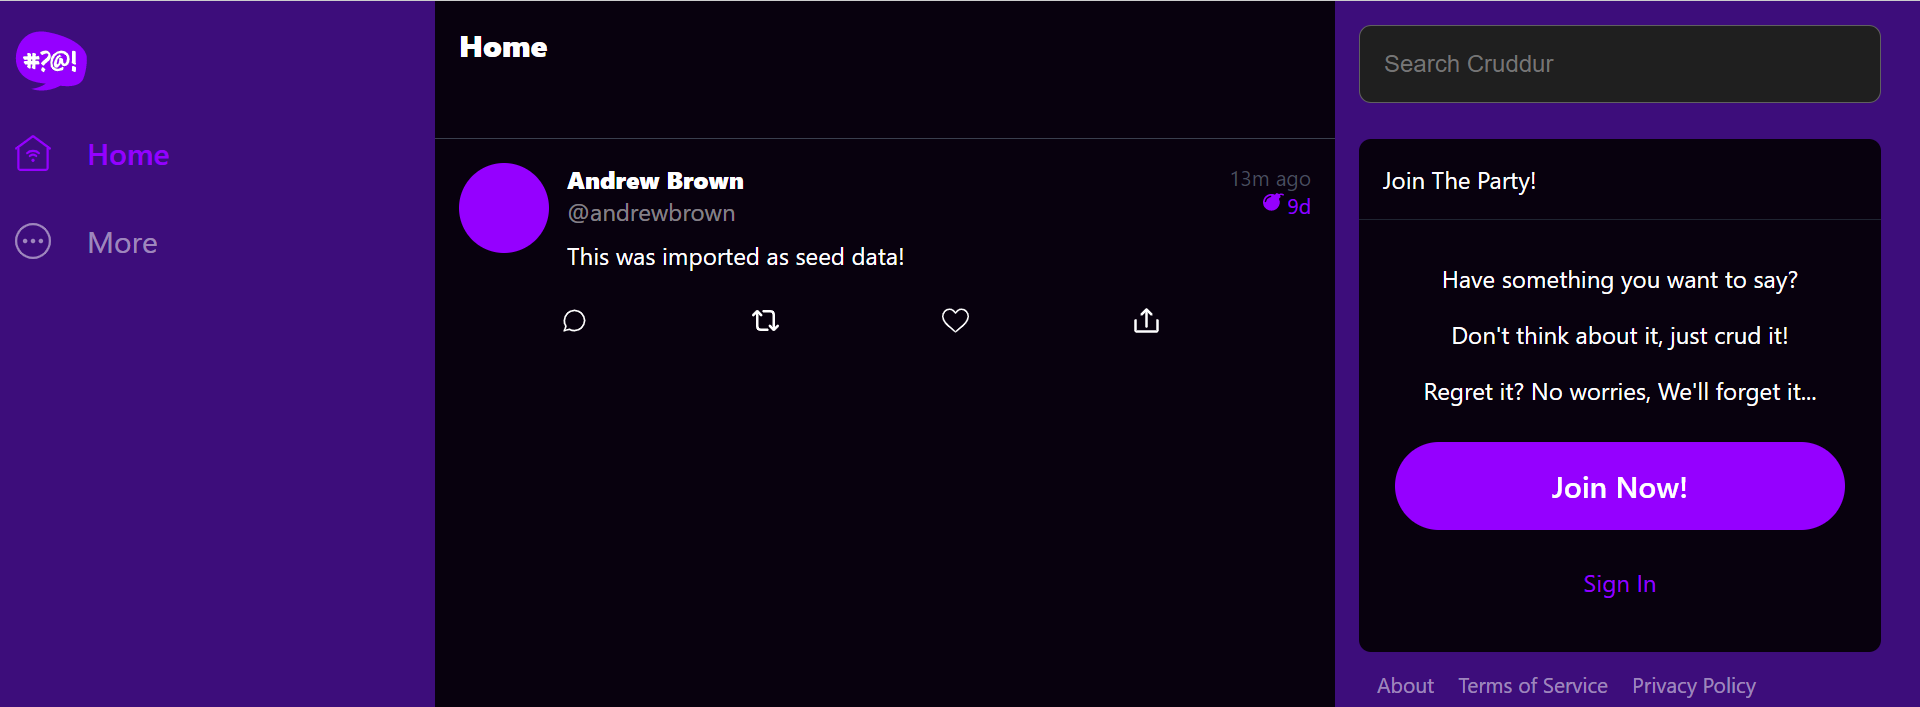 #?@!
Home
More
Home
Andrew Brown
@andrewbrown
13m ago
9d
This was imported as seed data!
Search Cruddur
Join The Party!
Have something you want to say?
Don't think about it, just crud it!
Regret it? No worries, We'll forget it...
Join Now!
Sign In
About Terms of Service Privacy Policy